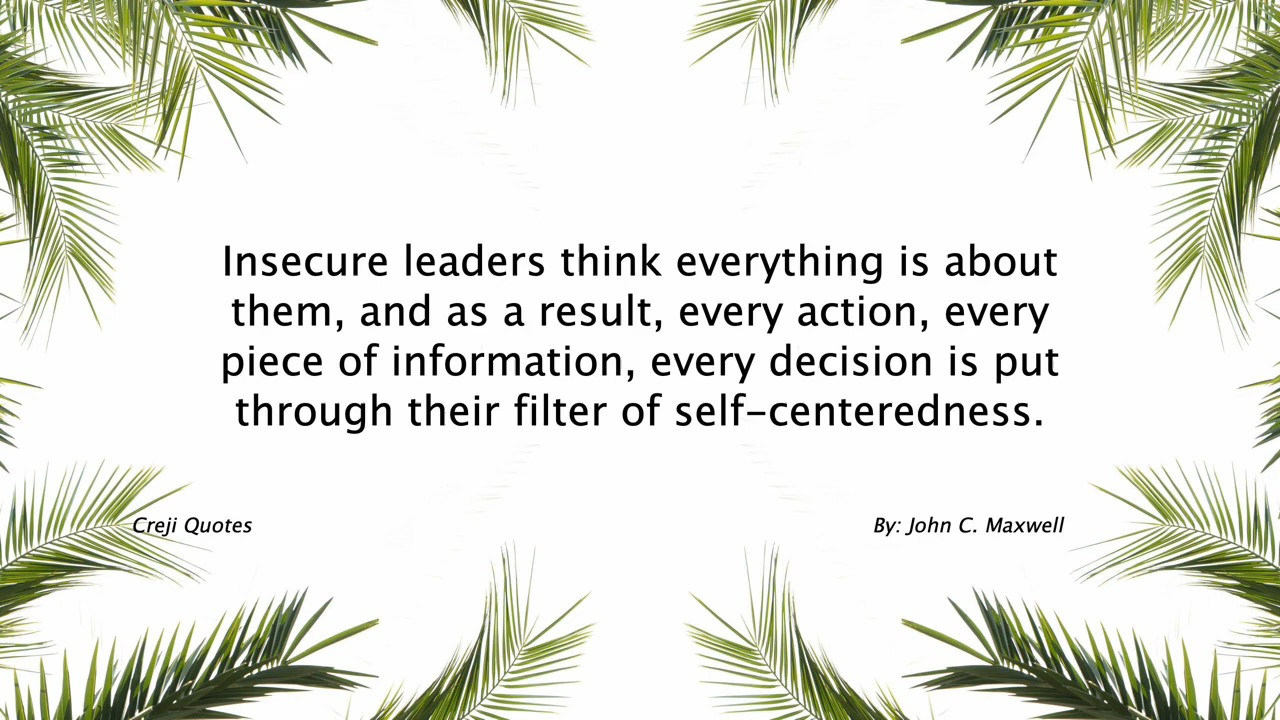 Insecure leaders think everything is about
them, and as a result, every action, every
piece of information, every decision is put
through their filter of self-centeredness.
Creji Quotes
By: John C. Maxwell